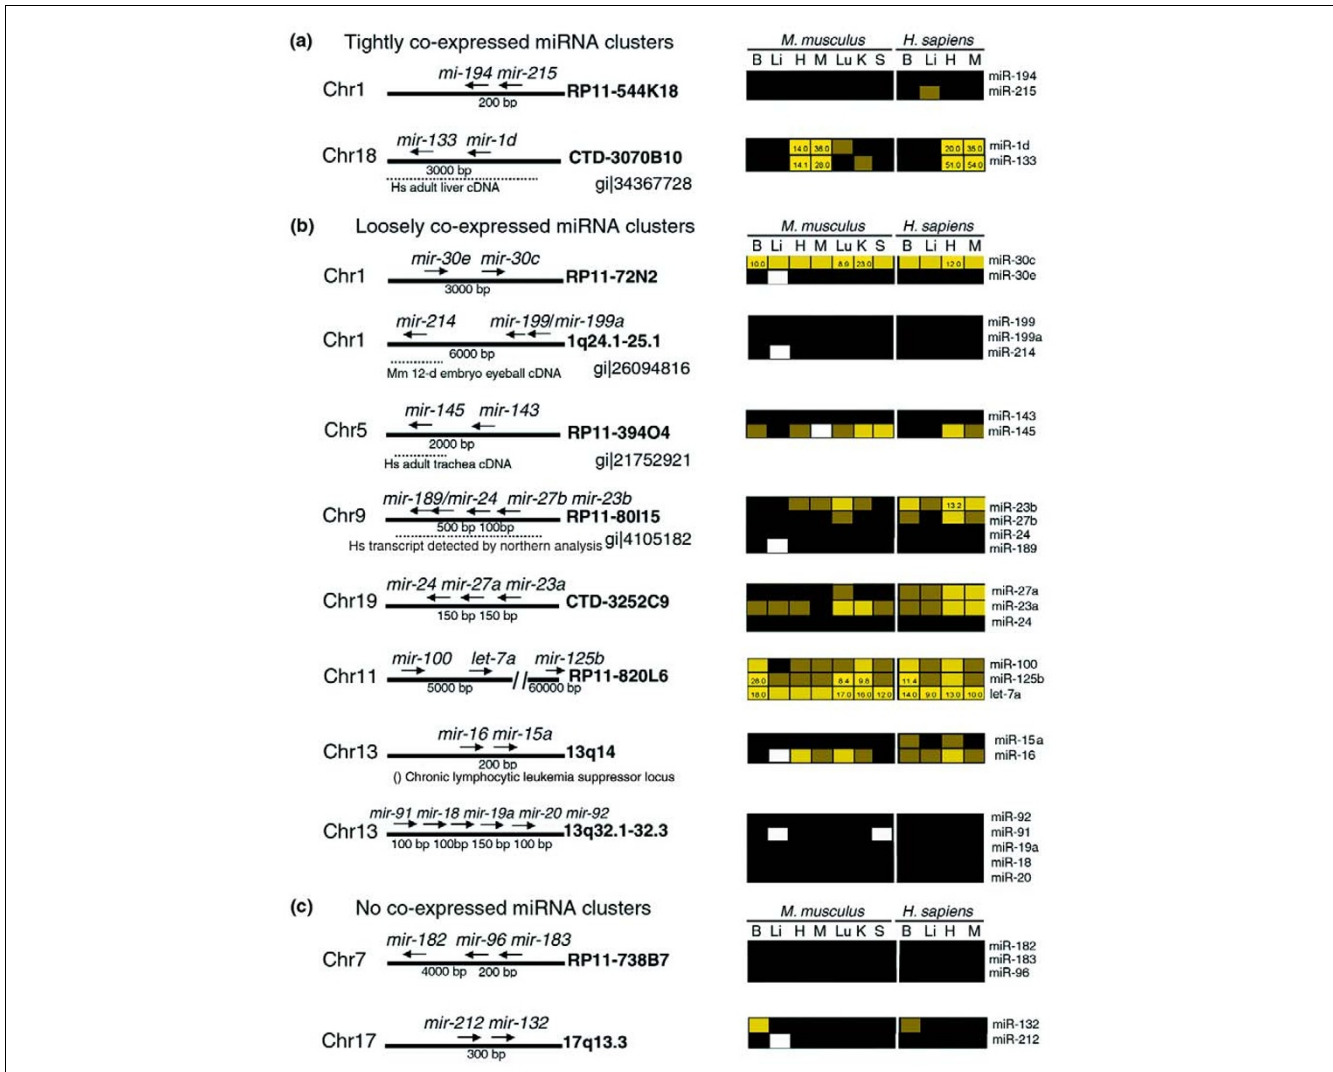 (a) Tightly co-expressed miRNA clusters
M. musculus H. sapiens
B Li H M Lu K S B Li H M
mi-194 mir-215
Chr1 RP11-544K18
200 bp
miR-194
miR-215
mir-133 mir-1d
Chr18 CTD-3070B10
3000 bp
Hs adult liver cDNA gi|34367728
14.0 36.0 20.0 35.0 miR-1d
14.1 20.0 51.0 54.0 miR-133
(b) Loosely co-expressed miRNA clusters
M. musculus H. sapiens
B Li H M Lu K S B Li H M
mir-30e mir-30c
Chr1 RP11-72N2
3000 bp
10.0 8.9 23.0 12.0 miR-30c
miR-30e
mir-214 mir-199/mir-199a
Chr1 1q24.1-25.1
6000 bp
Mm 12-d embryo eyeball cDNA gi|26094816
miR-199
miR-199a
miR-214
mir-145 mir-143
Chr5 RP11-394O4
2000 bp
Hs adult trachea cDNA gi|21752921
miR-143
miR-145
mir-189/mir-24 mir-27b mir-23b
Chr9 RP11-80I15
500 bp 100bp
Hs transcript detected by northern analysis gi|4105182
13.2 miR-23b
miR-27b
miR-24
miR-189
mir-24 mir-27a mir-23a
Chr19 CTD-3252C9
150 bp 150 bp
miR-27a
miR-23a
miR-24
mir-100 let-7a mir-125b
Chr11 RP11-820L6
5000 bp 60000 bp
miR-100
26.0 8.4 9.8 11.4 miR-125b
18.0 17.0 16.0 12.0 14.0 9.0 13.0 10.0 let-7a
mir-16 mir-15a
Chr13 13q14
200 bp
() Chronic lymphocytic leukemia suppressor locus
miR-15a
miR-16
mir-91 mir-18 mir-19a mir-20 mir-92
Chr13 13q32.1-32.3
100 bp 100bp 150 bp 100 bp
miR-92
miR-91
miR-19a
miR-18
miR-20
(c) No co-expressed miRNA clusters
M. musculus H. sapiens
B Li H M Lu K S B Li H M
mir-182 mir-96 mir-183
Chr7 RP11-738B7
4000 bp 200 bp
miR-182
miR-183
miR-96
mir-212 mir-132
Chr17 17q13.3
300 bp
miR-132
miR-212